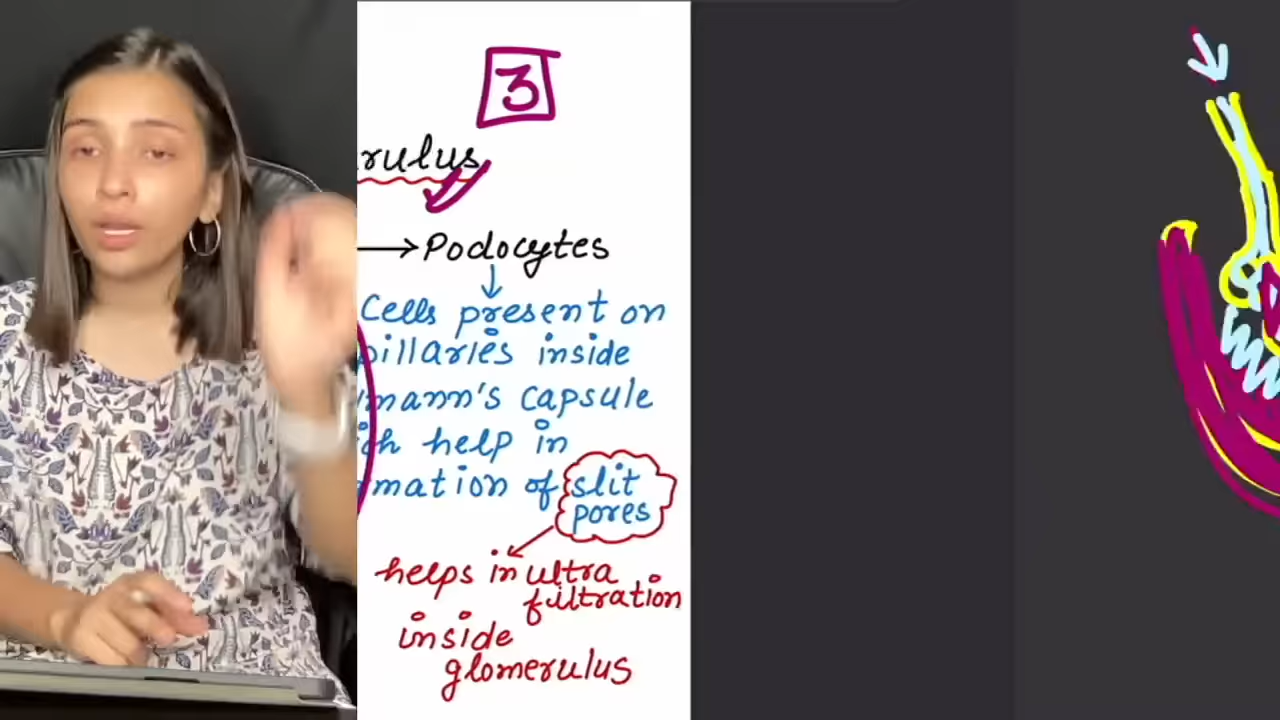 3
rulus
Podocytes
Cells present on
pillaries inside
mann's capsule
ch help in
mation of slit
pores
helps in ultra
filtration
inside
glomerulus